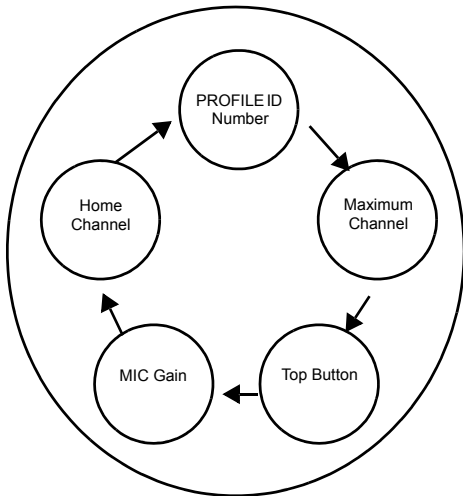 PROFILE ID
Number
Maximum
Channel
Top Button
MIC Gain
Home
Channel